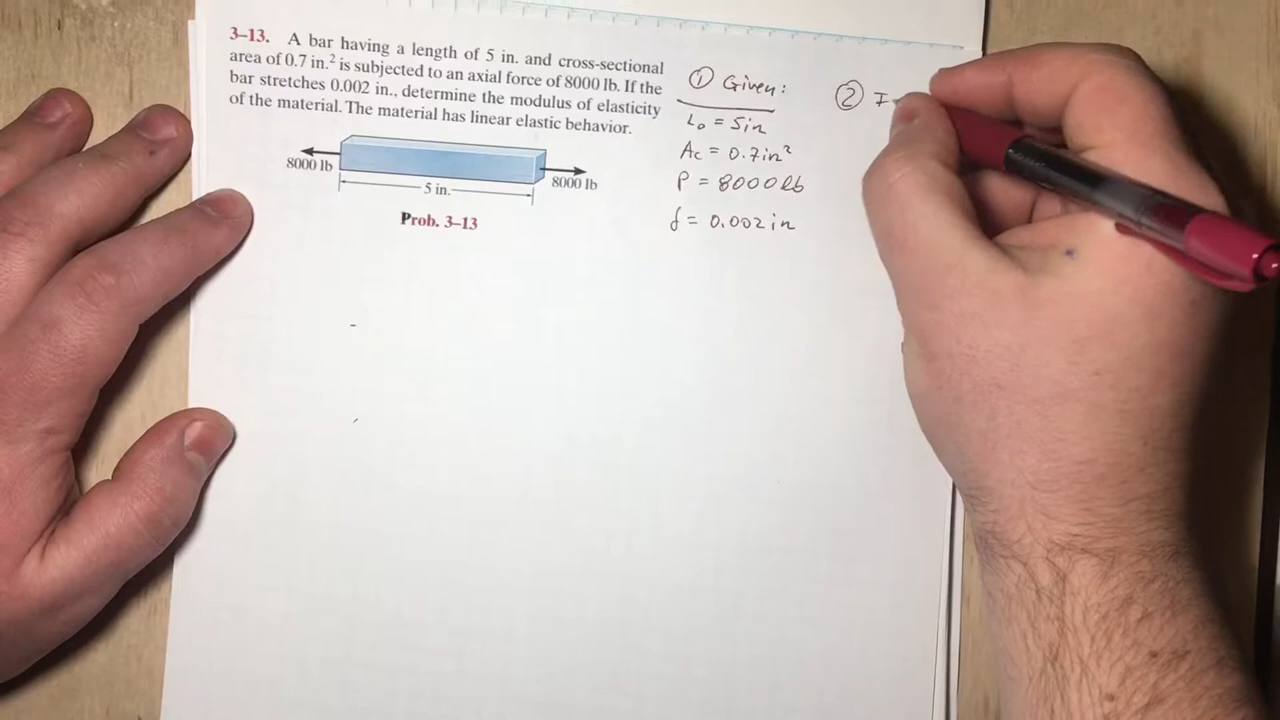 3–13. A bar having a length of 5 in. and cross-sectional
area of 0.7 in.² is subjected to an axial force of 8000 lb. If the
bar stretches 0.002 in., determine the modulus of elasticity
of the material. The material has linear elastic behavior.
8000 lb
5 in.
8000 lb
Prob. 3–13
① Given:
L₀ = 5in
Ac = 0.7in²
P = 8000lb
δ = 0.002in
②